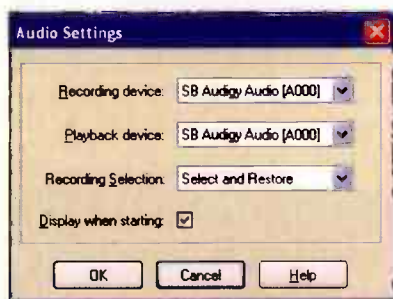 Audio Settings
Recording device: SB Audigy Audio [A000]
Playback device: SB Audigy Audio [A000]
Recording Selection: Select and Restore
Display when starting:
OK Cancel Help